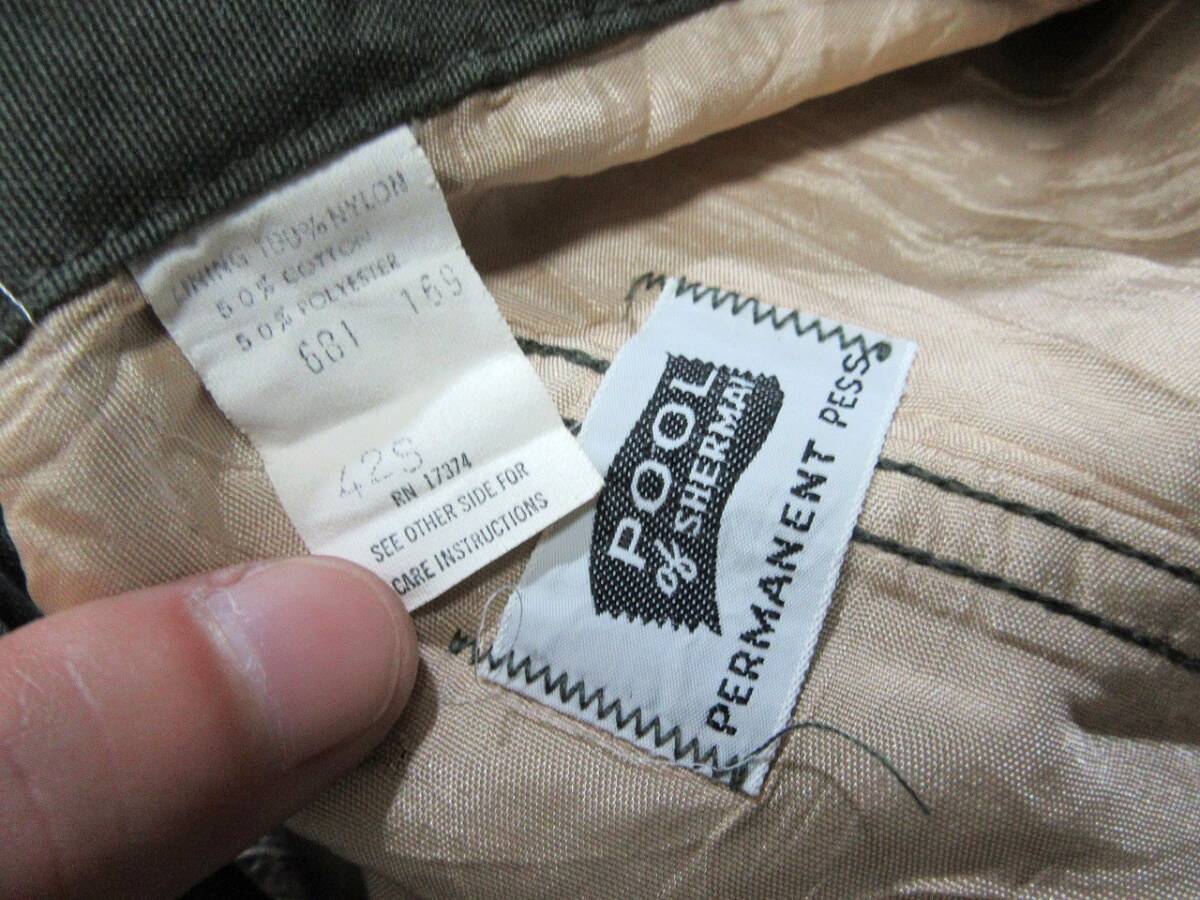 LINING 100% NYLON
50% COTTON
50% POLYESTER
681 169
42S
RN 17374
SEE OTHER SIDE FOR
CARE INSTRUCTIONS
POOL
of SHERMAN
PERMANENT PESS